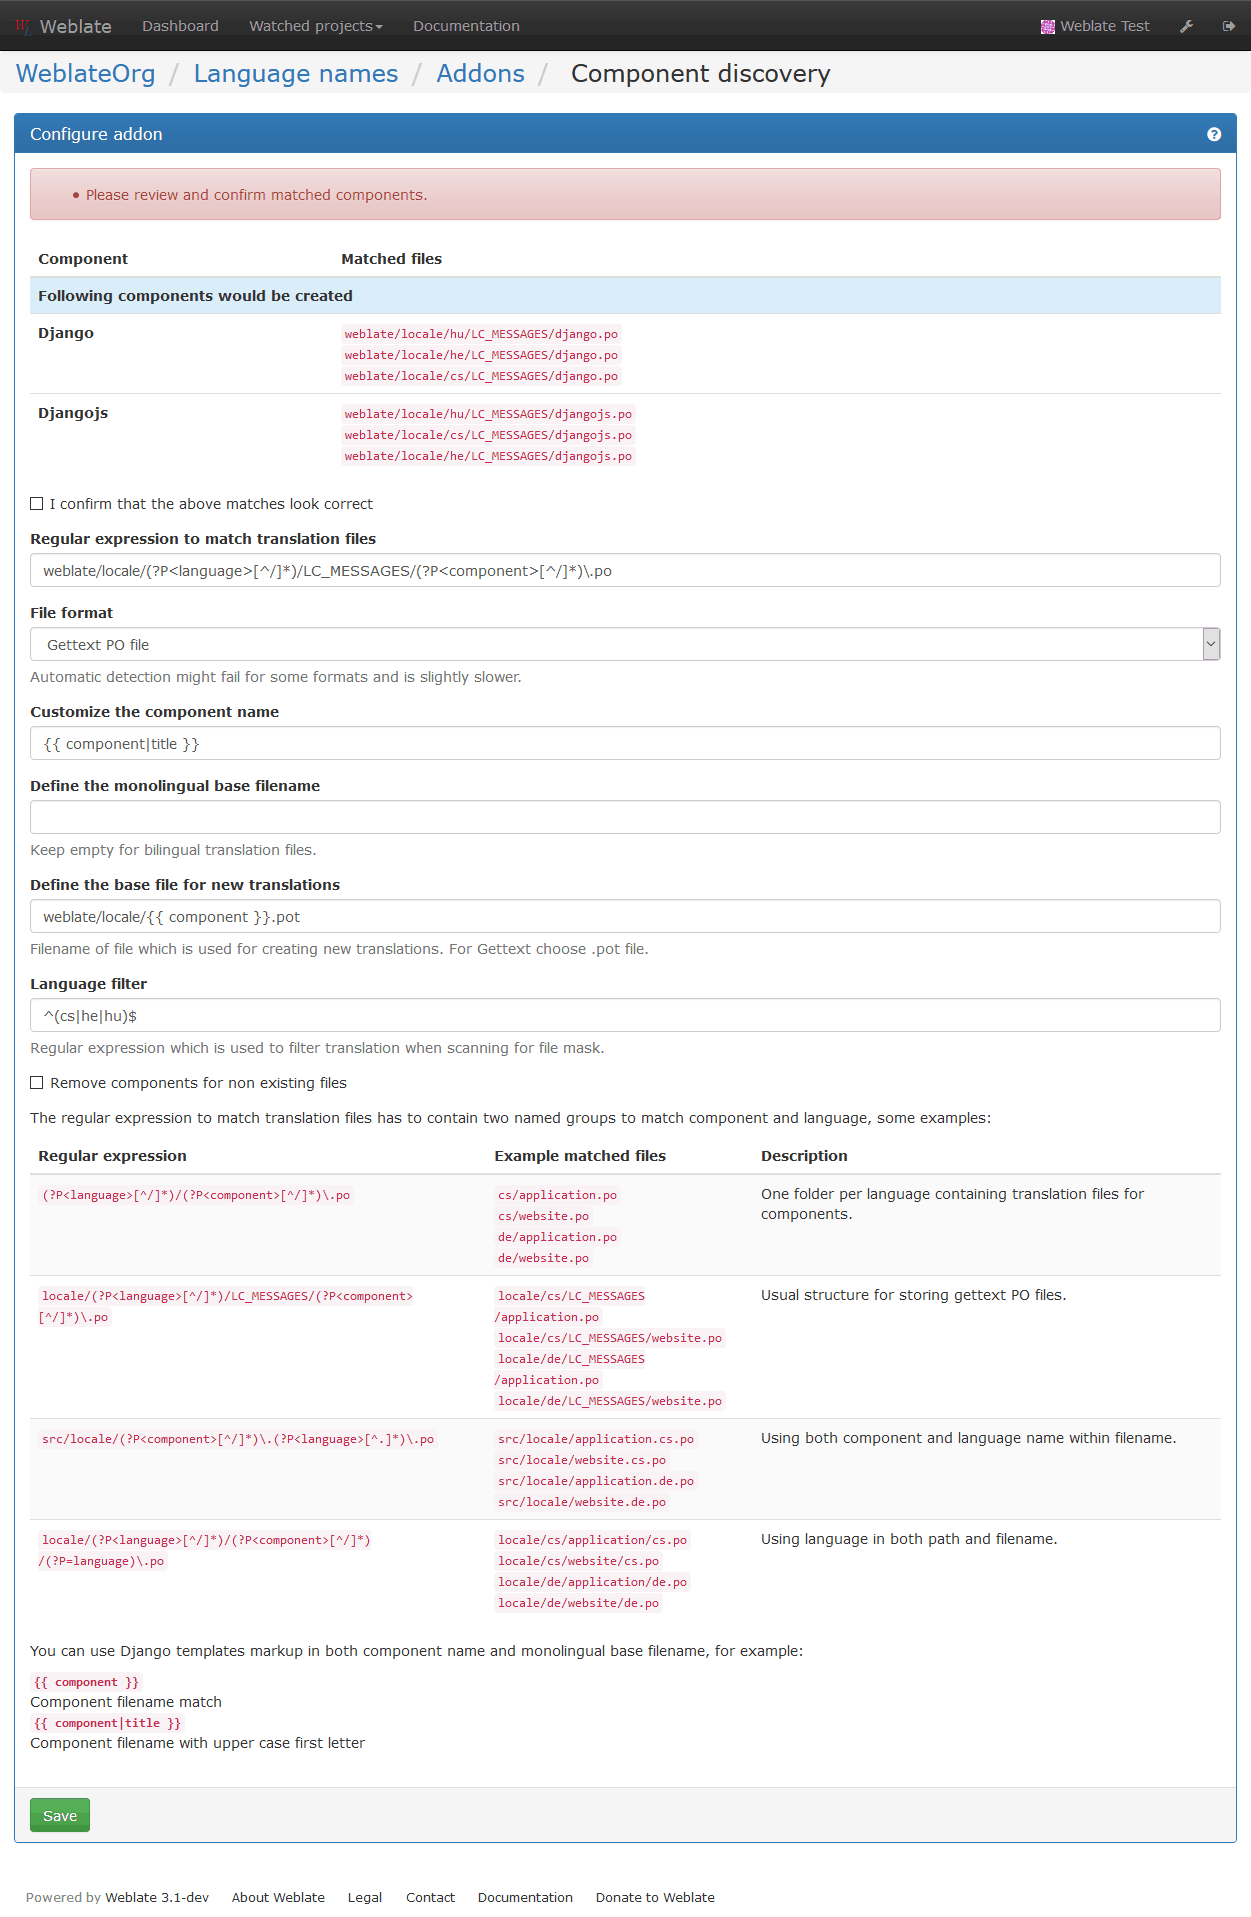 Weblate Dashboard Watched projects Documentation Weblate Test
WeblateOrg / Language names / Addons / Component discovery
Configure addon
• Please review and confirm matched components.
Component Matched files
Following components would be created
Django weblate/locale/hu/LC_MESSAGES/django.po
weblate/locale/he/LC_MESSAGES/django.po
weblate/locale/cs/LC_MESSAGES/django.po
Djangojs weblate/locale/hu/LC_MESSAGES/djangojs.po
weblate/locale/cs/LC_MESSAGES/djangojs.po
weblate/locale/he/LC_MESSAGES/djangojs.po
I confirm that the above matches look correct
Regular expression to match translation files
weblate/locale/(?P<language>[^/]*)/LC_MESSAGES/(?P<component>[^/]*)\.po
File format
Gettext PO file
Automatic detection might fail for some formats and is slightly slower.
Customize the component name
{{ component|title }}
Define the monolingual base filename
Keep empty for bilingual translation files.
Define the base file for new translations
weblate/locale/{{ component }}.pot
Filename of file which is used for creating new translations. For Gettext choose .pot file.
Language filter
^(cs|he|hu)$
Regular expression which is used to filter translation when scanning for file mask.
Remove components for non existing files
The regular expression to match translation files has to contain two named groups to match component and language, some examples:
Regular expression Example matched files Description
(?P<language>[^/]*)/(?P<component>[^/]*)\.po cs/application.po One folder per language containing translation files for
cs/website.po components.
de/application.po
de/website.po
locale/(?P<language>[^/]*)/LC_MESSAGES/(?P<component> locale/cs/LC_MESSAGES Usual structure for storing gettext PO files.
[^/]*)\.po /application.po
locale/cs/LC_MESSAGES/website.po
locale/de/LC_MESSAGES
/application.po
locale/de/LC_MESSAGES/website.po
src/locale/(?P<component>[^/]*)\.(?P<language>[^.]*)\.po src/locale/application.cs.po Using both component and language name within filename.
src/locale/website.cs.po
src/locale/application.de.po
src/locale/website.de.po
locale/(?P<language>[^/]*)/(?P<component>[^/]*) locale/cs/application/cs.po Using language in both path and filename.
/(?P=language)\.po locale/cs/website/cs.po
locale/de/application/de.po
locale/de/website/de.po
You can use Django templates markup in both component name and monolingual base filename, for example:
{{ component }}
Component filename match
{{ component|title }}
Component filename with upper case first letter
Save
Powered by Weblate 3.1-dev About Weblate Legal Contact Documentation Donate to Weblate